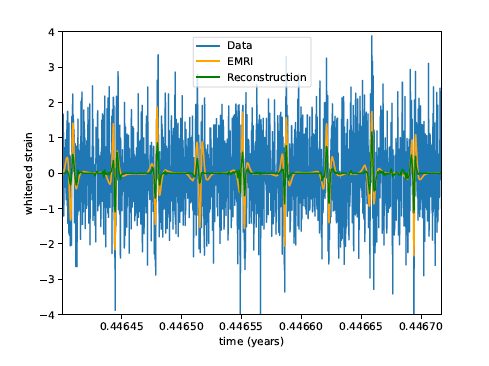 Data
EMRI
Reconstruction
whitened strain
4
3
2
1
0
−1
−2
−3
−4
0.44645 0.44650 0.44655 0.44660 0.44665 0.44670
time (years)